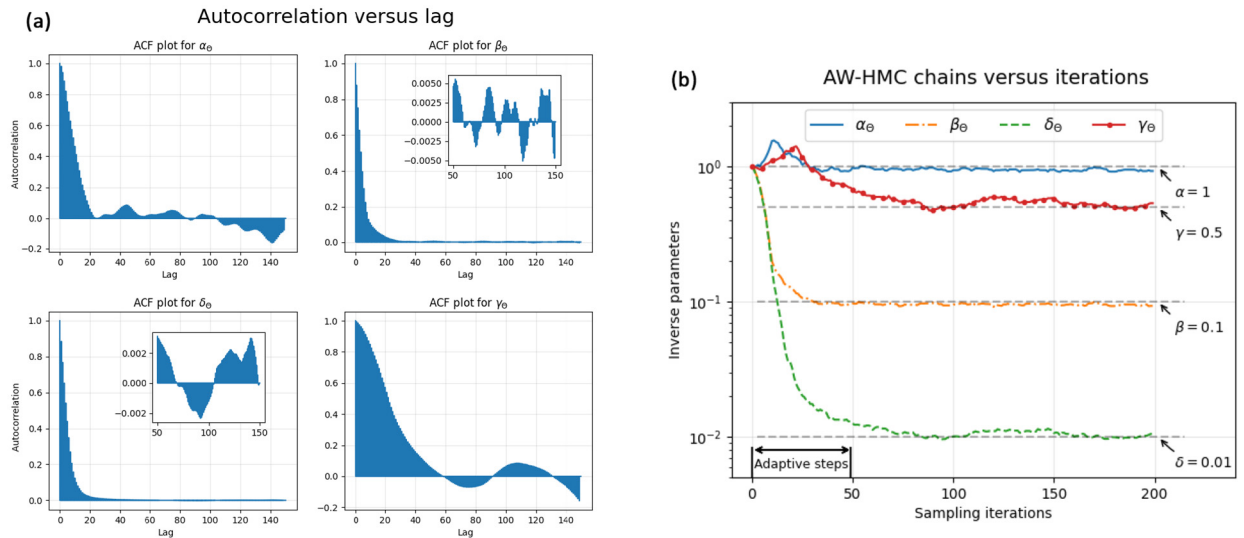 (a)
Autocorrelation versus lag
ACF plot for α_Θ
1.0
0.8
0.6
0.4
0.2
0.0
−0.2
Autocorrelation
0 20 40 60 80 100 120 140
Lag
ACF plot for β_Θ
1.0
0.8
0.6
0.4
0.2
0.0
0.0050
0.0025
0.0000
−0.0025
−0.0050
50 100 150
0 20 40 60 80 100 120 140
Lag
ACF plot for δ_Θ
1.0
0.8
0.6
0.4
0.2
0.0
Autocorrelation
0.002
0.000
−0.002
50 100 150
0 20 40 60 80 100 120 140
Lag
ACF plot for γ_Θ
1.0
0.8
0.6
0.4
0.2
0.0
0 20 40 60 80 100 120 140
Lag
(b)
AW-HMC chains versus iterations
α_Θ β_Θ δ_Θ γ_Θ
10⁰
10⁻¹
10⁻²
Inverse parameters
α = 1
γ = 0.5
β = 0.1
δ = 0.01
Adaptive steps
0 50 100 150 200
Sampling iterations